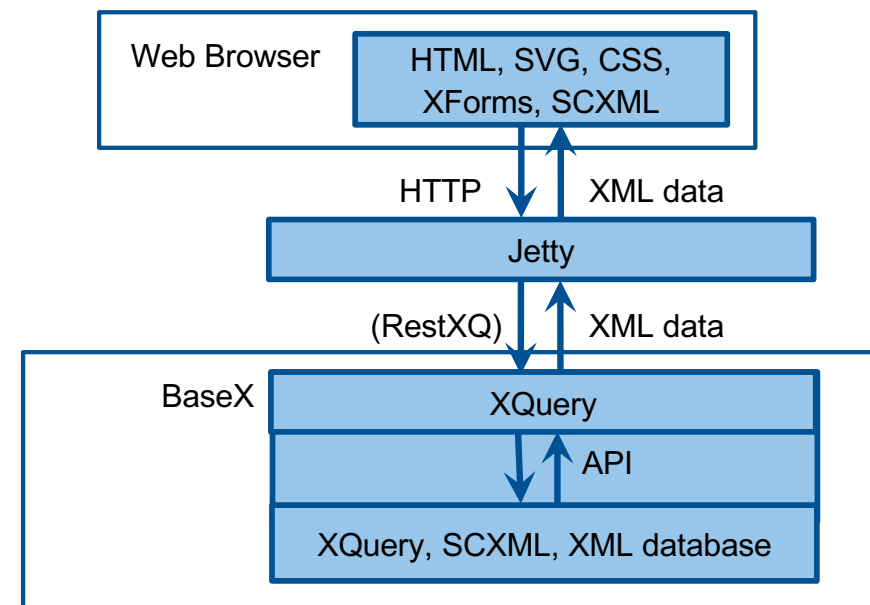 Web Browser
HTML, SVG, CSS,
XForms, SCXML
HTTP
XML data
Jetty
(RestXQ)
XML data
BaseX
XQuery
API
XQuery, SCXML, XML database